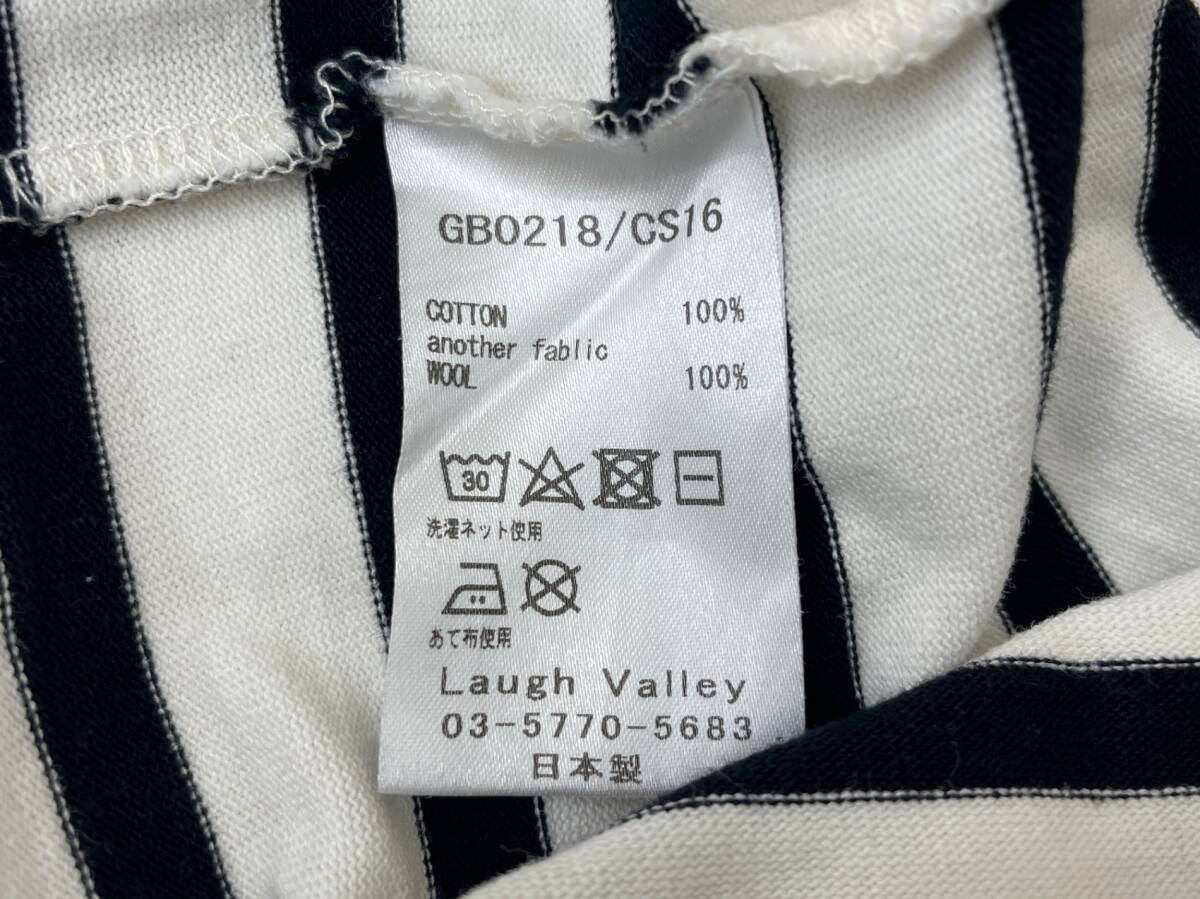 GB0218/CS16
COTTON 100%
another fablic
WOOL 100%
30
洗濯ネット使用
あて布使用
Laugh Valley
03-5770-5683
日本製